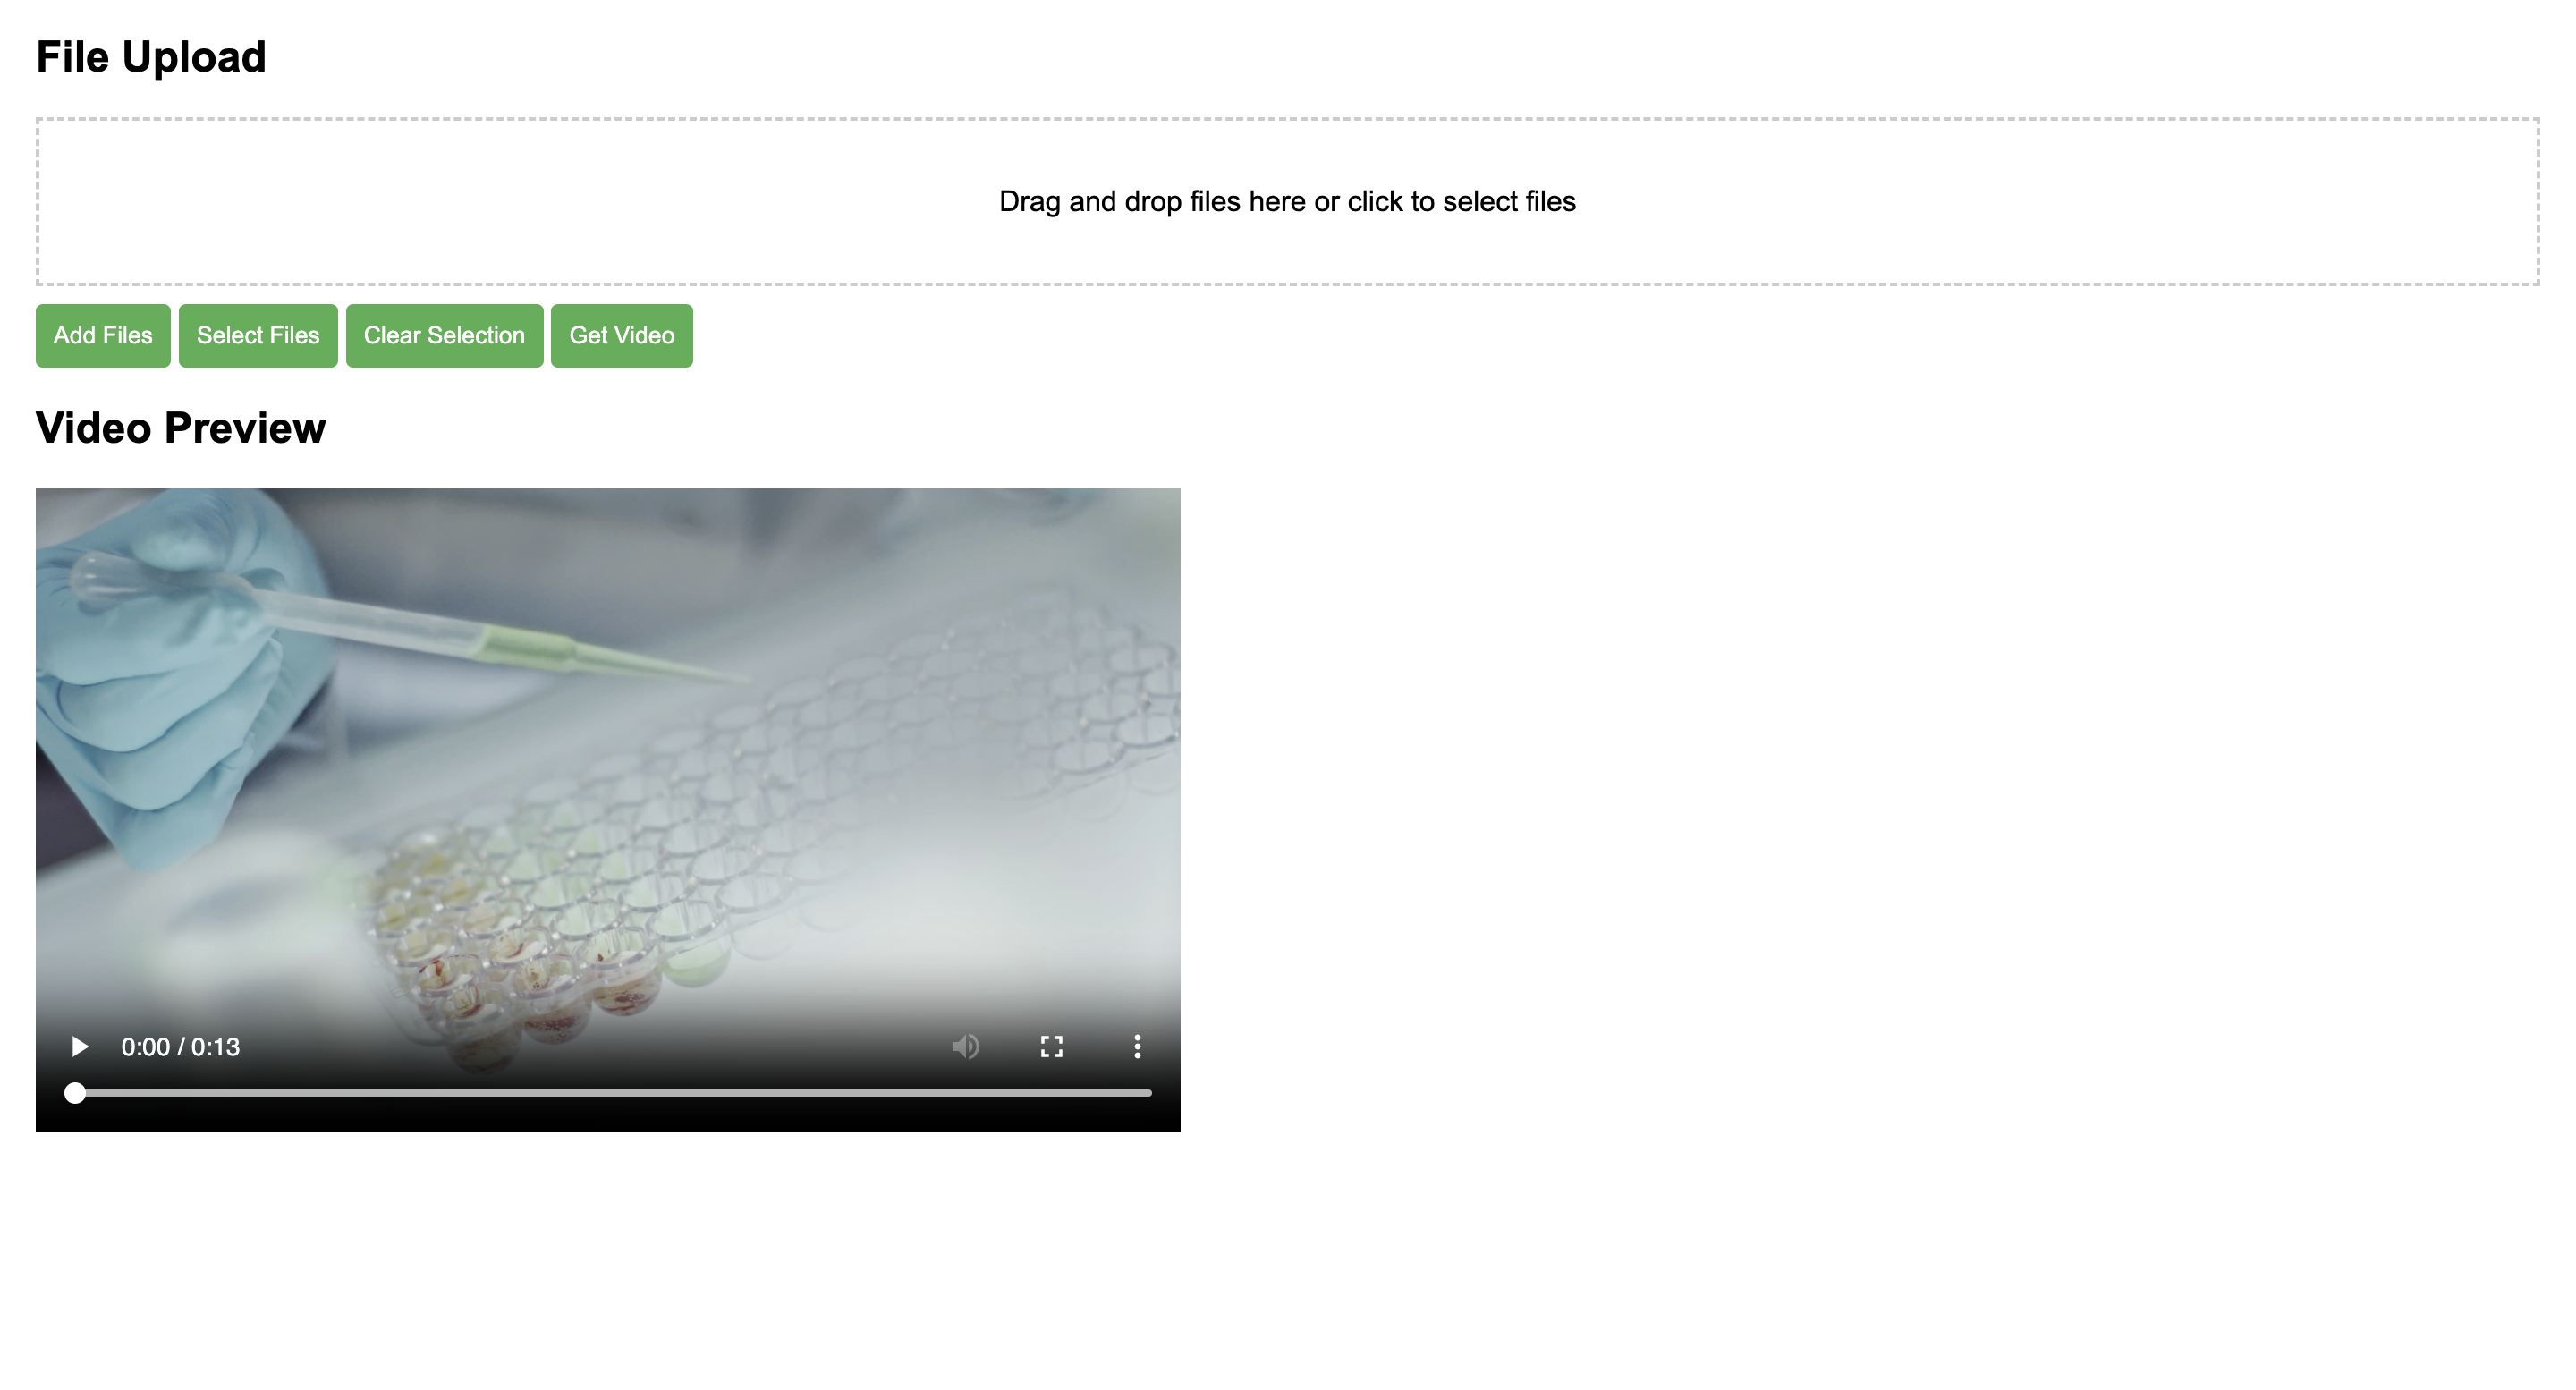 File Upload
Drag and drop files here or click to select files
Add Files Select Files Clear Selection Get Video
Video Preview
0:00 / 0:13